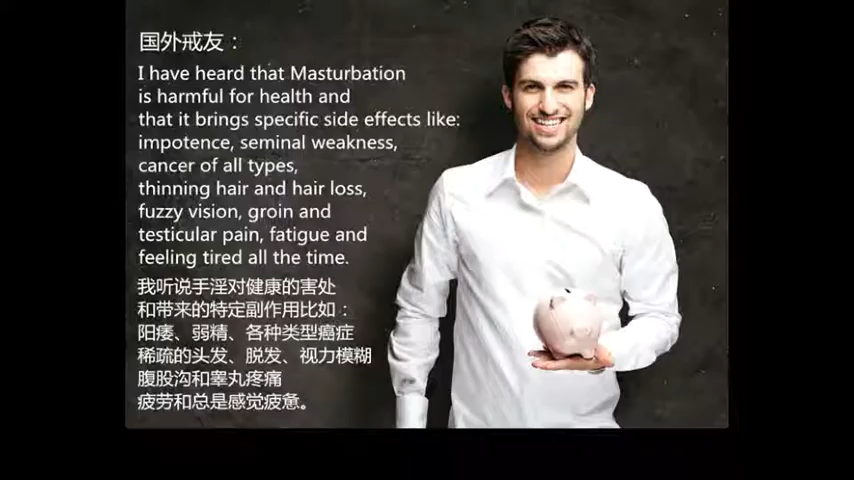 国外戒友：
I have heard that Masturbation
is harmful for health and
that it brings specific side effects like:
impotence, seminal weakness,
cancer of all types,
thinning hair and hair loss,
fuzzy vision, groin and
testicular pain, fatigue and
feeling tired all the time.
我听说手淫对健康的害处
和带来的特定副作用比如：
阳痿、弱精、各种类型癌症
稀疏的头发、脱发、视力模糊
腹股沟和睾丸疼痛
疲劳和总是感觉疲惫。